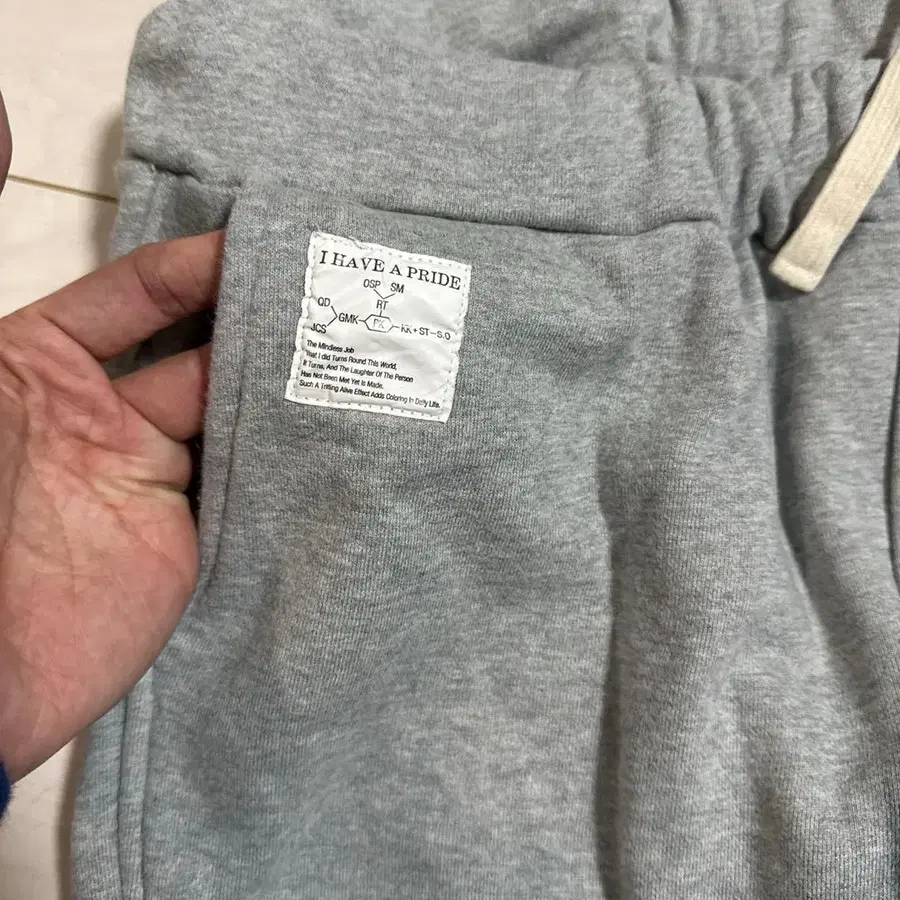 I HAVE A PRIDE
OSP SM
RT
QD
GMK PK KK+ST-S.O
JCS
The Mindless Job
That I did Turns Round This World,
It Turns, And The Laughter Of The Person
Has Not Been Met Yet Is Made.
Such A Trifling Alive Effect Adds Coloring In Daily Life.